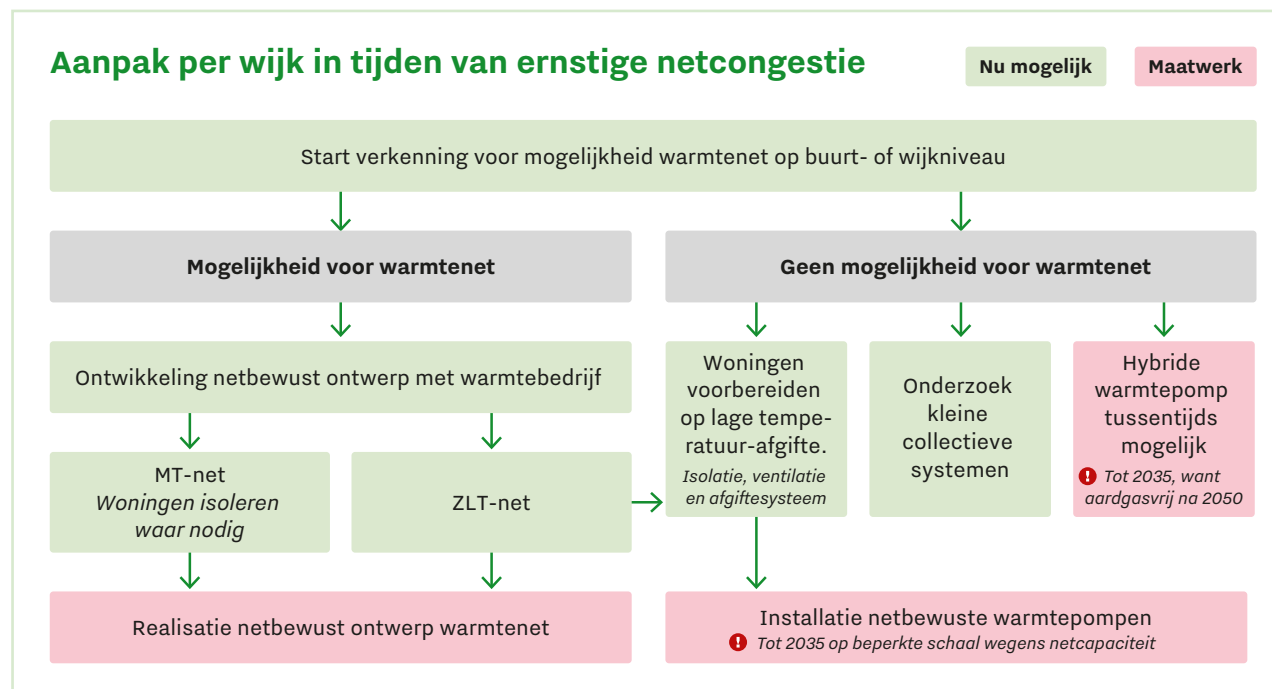 Aanpak per wijk in tijden van ernstige netcongestie
Nu mogelijk
Maatwerk
Start verkenning voor mogelijkheid warmtenet op buurt- of wijkniveau
Mogelijkheid voor warmtenet
Geen mogelijkheid voor warmtenet
Ontwikkeling netbewust ontwerp met warmtebedrijf
MT-net
Woningen isoleren
waar nodig
ZLT-net
Woningen
voorbereiden
op lage tempe-
ratuur-afgifte.
Isolatie, ventilatie
en afgiftesysteem
Onderzoek
kleine
collectieve
systemen
Hybride
warmtepomp
tussentijds
mogelijk
! Tot 2035, want
aardgasvrij na 2050
Realisatie netbewust ontwerp warmtenet
Installatie netbewuste warmtepompen
! Tot 2035 op beperkte schaal wegens netcapaciteit